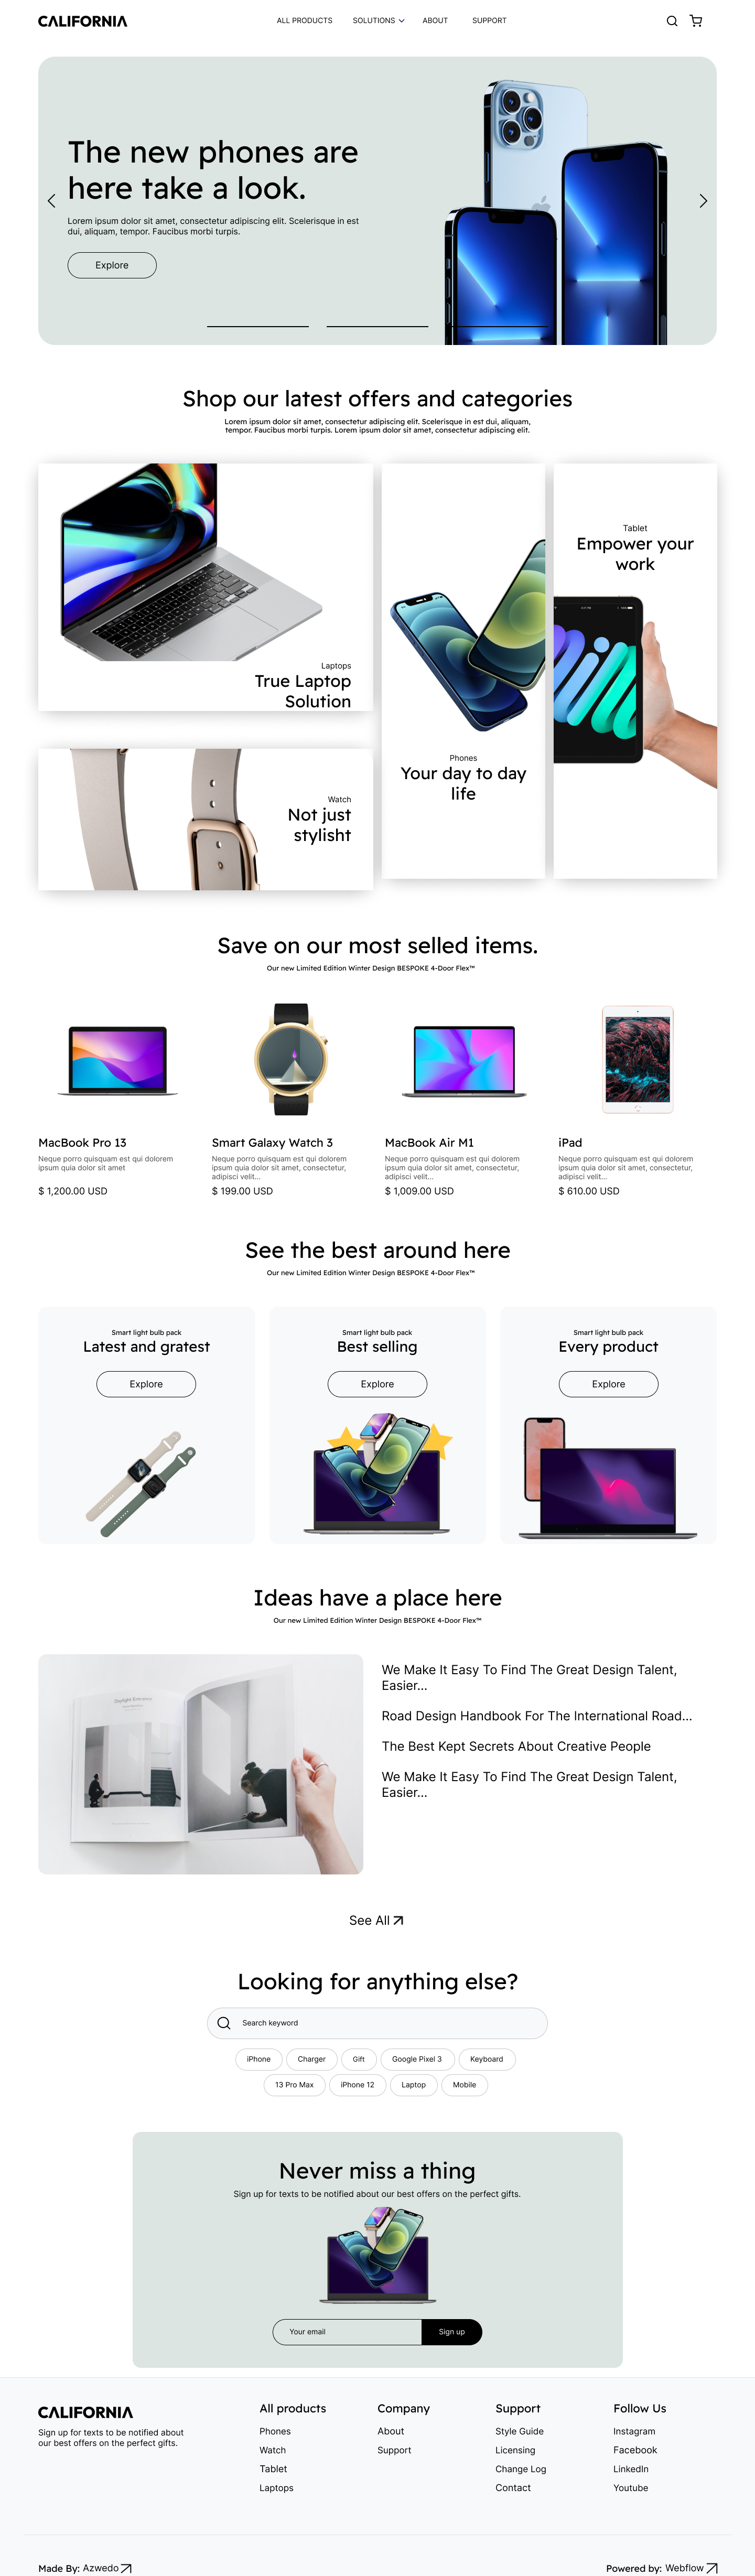 CALIFORNIA
ALL PRODUCTS
SOLUTIONS
ABOUT
SUPPORT
The new phones are
here take a look.
Lorem ipsum dolor sit amet, consectetur adipiscing elit. Scelerisque in est
dui, aliquam, tempor. Faucibus morbi turpis.
Explore
Shop our latest offers and categories
Lorem ipsum dolor sit amet, consectetur adipiscing elit. Scelerisque in est dui, aliquam,
tempor. Faucibus morbi turpis. Lorem ipsum dolor sit amet, consectetur adipiscing elit.
Laptops
True Laptop
Solution
Watch
Not just
stylisht
Phones
Your day to day
life
Tablet
Empower your
work
Save on our most selled items.
Our new Limited Edition Winter Design BESPOKE 4-Door Flex™
MacBook Pro 13
Neque porro quisquam est qui dolorem
ipsum quia dolor sit amet
$ 1,200.00 USD
Smart Galaxy Watch 3
Neque porro quisquam est qui dolorem
ipsum quia dolor sit amet, consectetur,
adipisci velit...
$ 199.00 USD
MacBook Air M1
Neque porro quisquam est qui dolorem
ipsum quia dolor sit amet, consectetur,
adipisci velit...
$ 1,009.00 USD
iPad
Neque porro quisquam est qui dolorem
ipsum quia dolor sit amet, consectetur,
adipisci velit...
$ 610.00 USD
See the best around here
Our new Limited Edition Winter Design BESPOKE 4-Door Flex™
Smart light bulb pack
Latest and gratest
Explore
Smart light bulb pack
Best selling
Explore
Smart light bulb pack
Every product
Explore
Ideas have a place here
Our new Limited Edition Winter Design BESPOKE 4-Door Flex™
We Make It Easy To Find The Great Design Talent,
Easier...
Road Design Handbook For The International Road...
The Best Kept Secrets About Creative People
We Make It Easy To Find The Great Design Talent,
Easier...
See All
Looking for anything else?
Search keyword
iPhone
Charger
Gift
Google Pixel 3
Keyboard
13 Pro Max
iPhone 12
Laptop
Mobile
Never miss a thing
Sign up for texts to be notified about our best offers on the perfect gifts.
Your email
Sign up
CALIFORNIA
Sign up for texts to be notified about
our best offers on the perfect gifts.
All products
Phones
Watch
Tablet
Laptops
Company
About
Support
Support
Style Guide
Licensing
Change Log
Contact
Follow Us
Instagram
Facebook
LinkedIn
Youtube
Made By: Azwedo
Powered by: Webflow